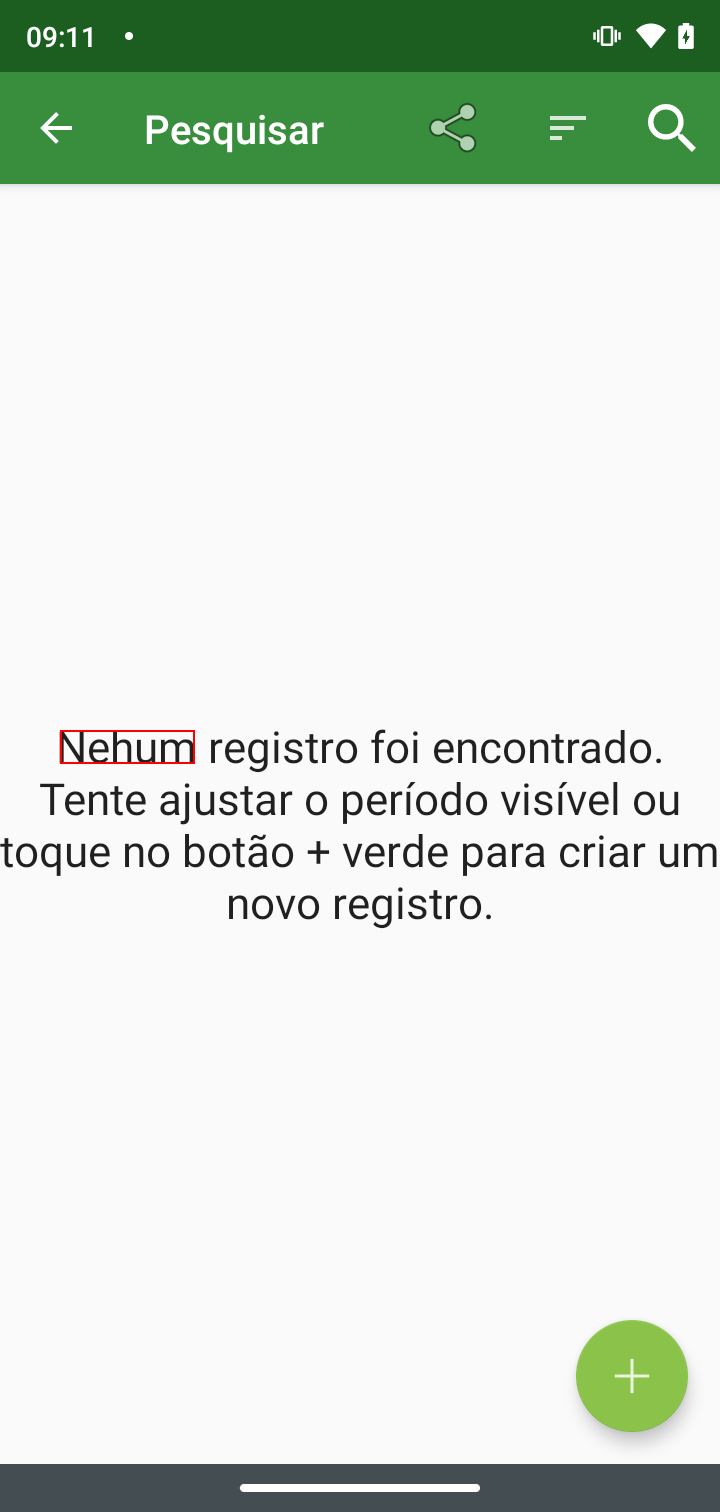 09:11
Pesquisar
Nehum registro foi encontrado.
Tente ajustar o período visível ou
toque no botão + verde para criar um
novo registro.